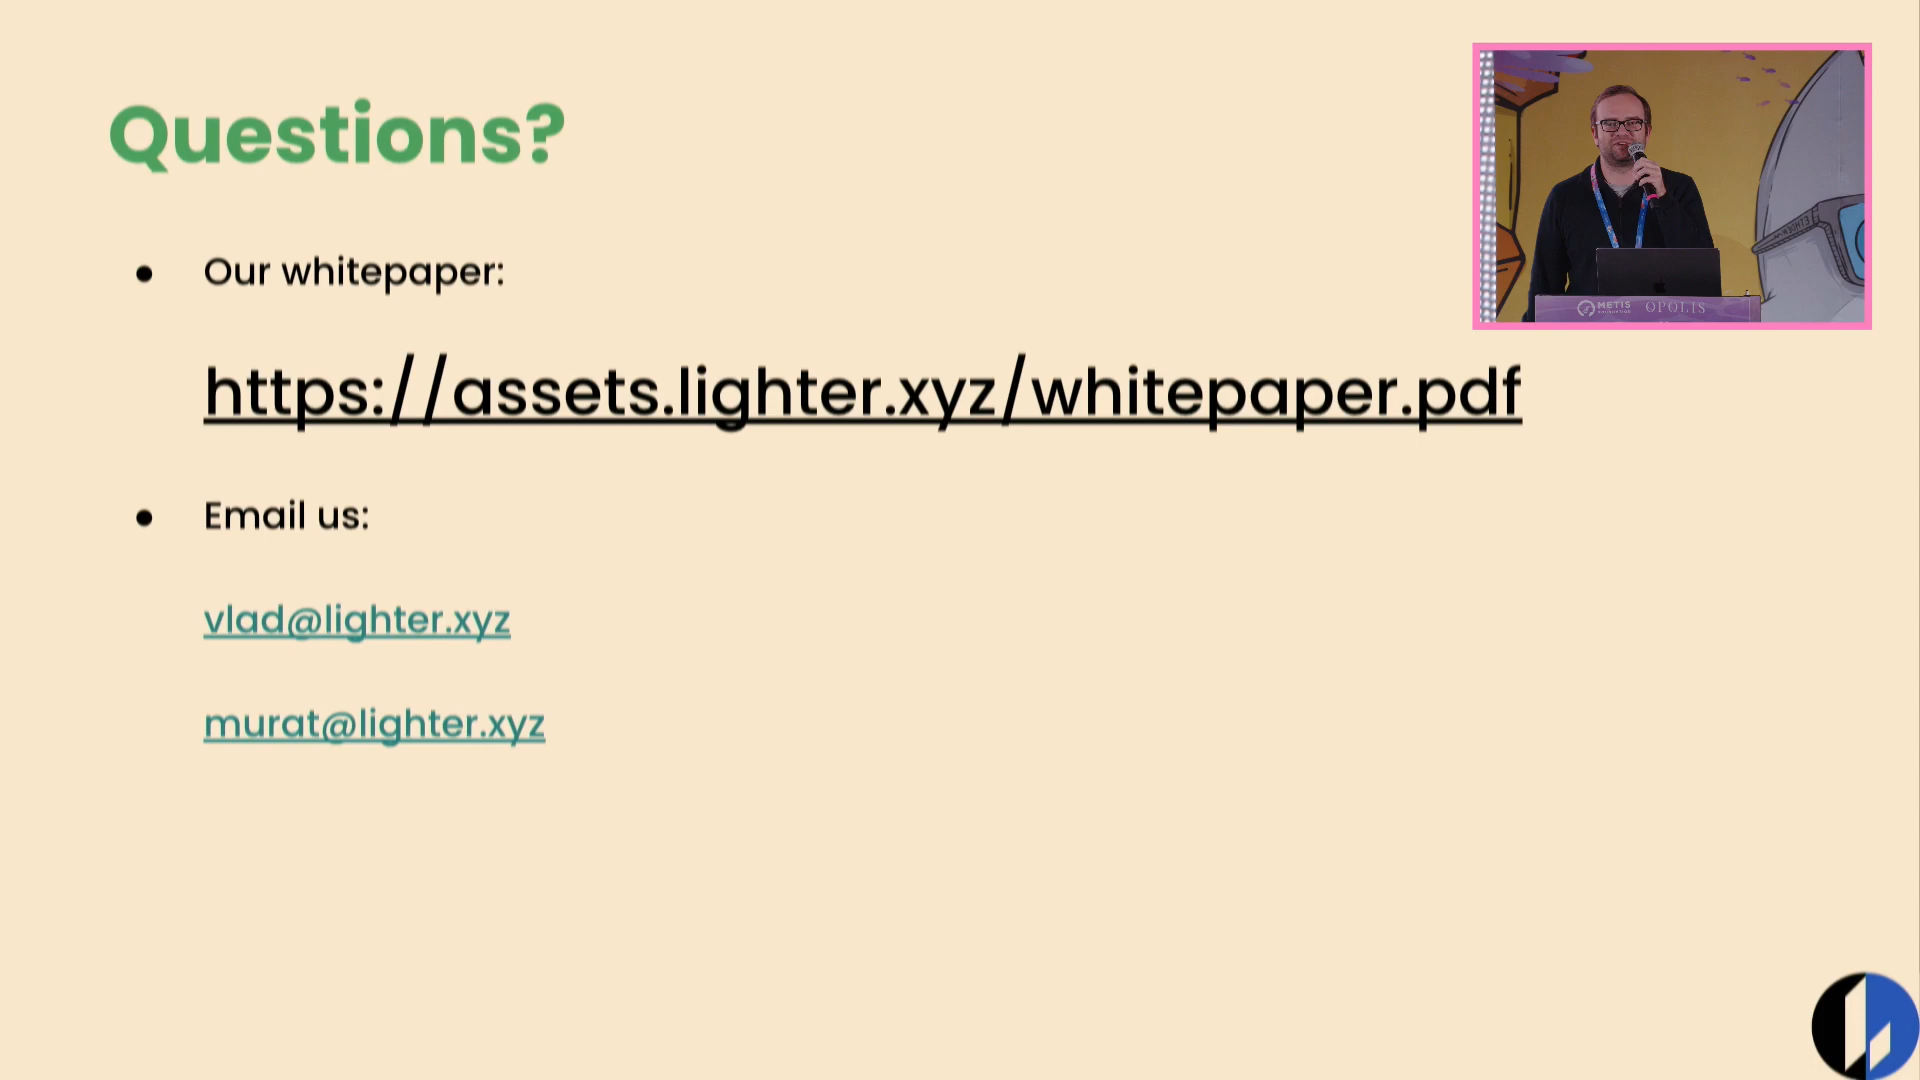 Questions?
● Our whitepaper:
https://assets.lighter.xyz/whitepaper.pdf
● Email us:
vlad@lighter.xyz
murat@lighter.xyz
METIS OPOLIS